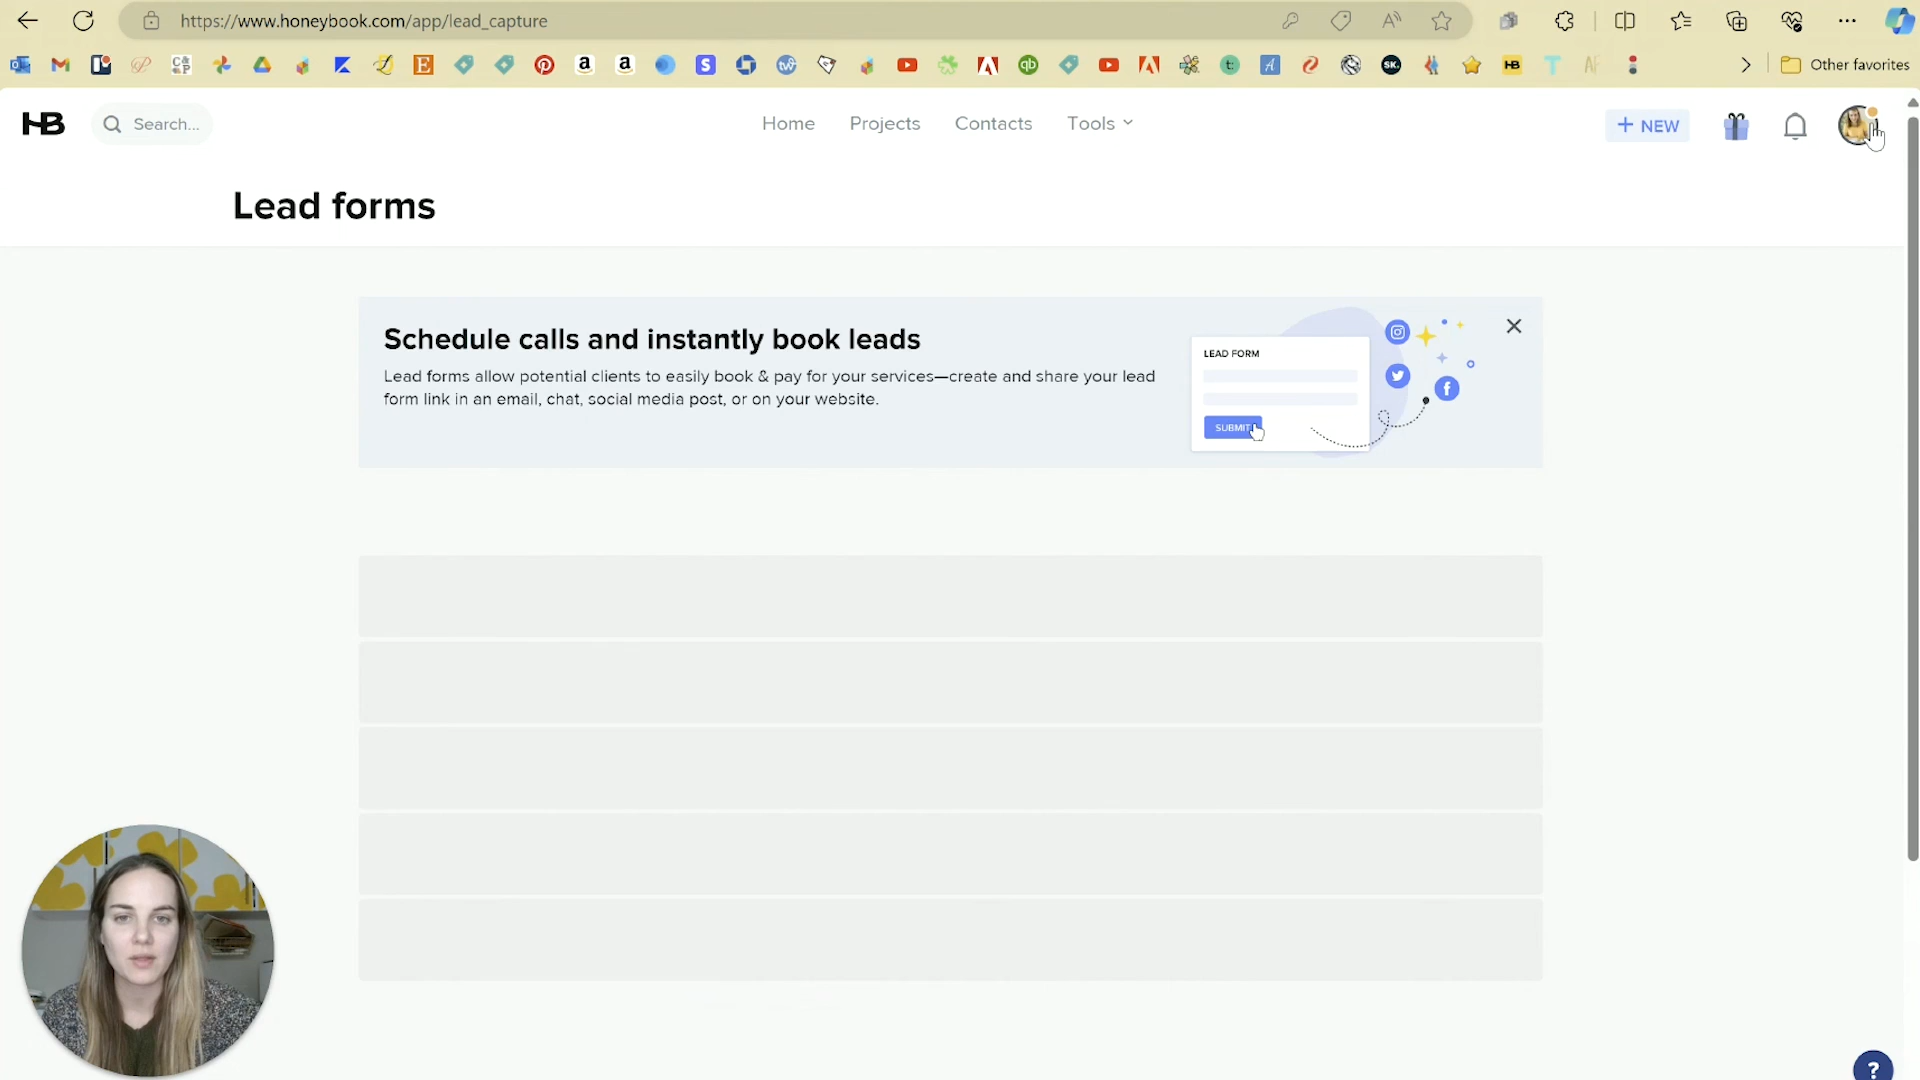 https://www.honeybook.com/app/lead_capture
Other favorites
HB
Search...
Home
Projects
Contacts
Tools
+ NEW
Lead forms
Schedule calls and instantly book leads
Lead forms allow potential clients to easily book & pay for your services—create and share your lead
form link in an email, chat, social media post, or on your website.
LEAD FORM
SUBMIT
?